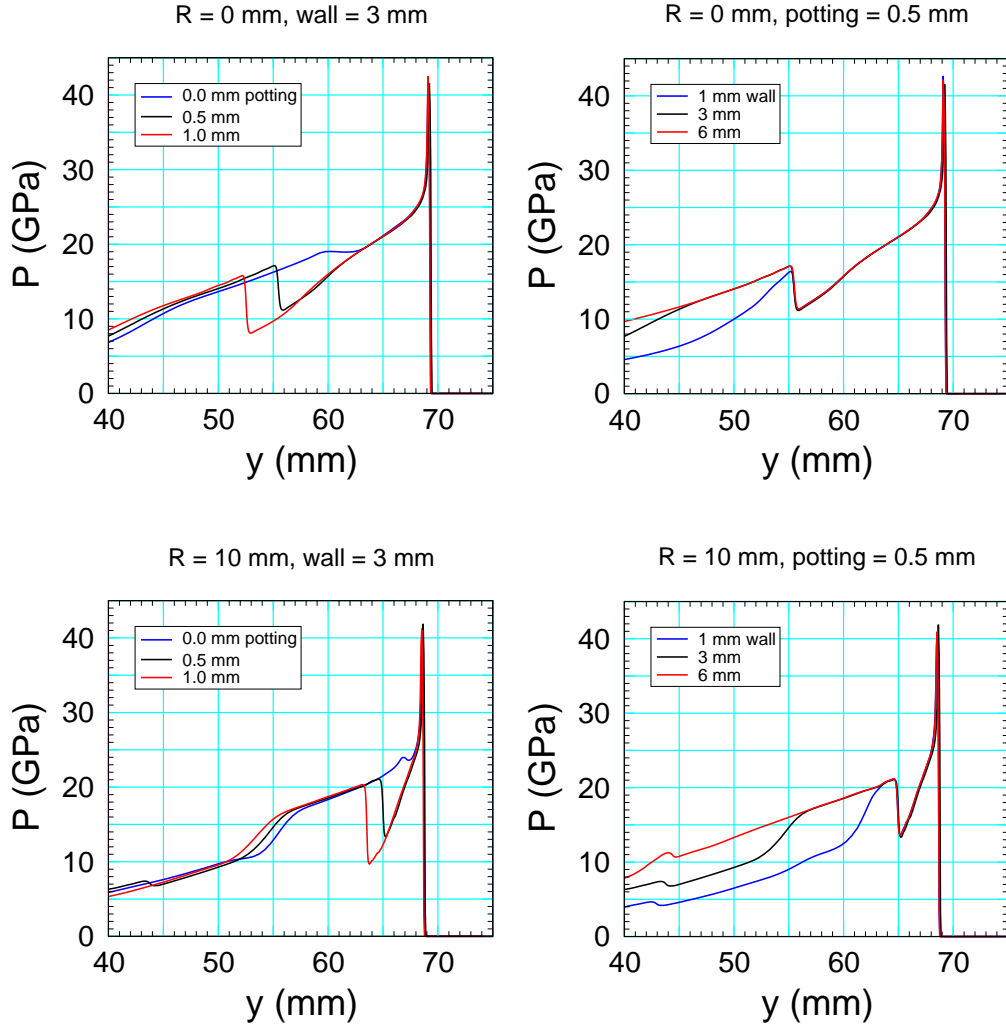 R = 0 mm, wall = 3 mm
P (GPa)
40
30
20
10
0
0.0 mm potting
0.5 mm
1.0 mm
40 50 60 70
y (mm)
R = 0 mm, potting = 0.5 mm
P (GPa)
40
30
20
10
0
1 mm wall
3 mm
6 mm
40 50 60 70
y (mm)
R = 10 mm, wall = 3 mm
P (GPa)
40
30
20
10
0
0.0 mm potting
0.5 mm
1.0 mm
40 50 60 70
y (mm)
R = 10 mm, potting = 0.5 mm
P (GPa)
40
30
20
10
0
1 mm wall
3 mm
6 mm
40 50 60 70
y (mm)